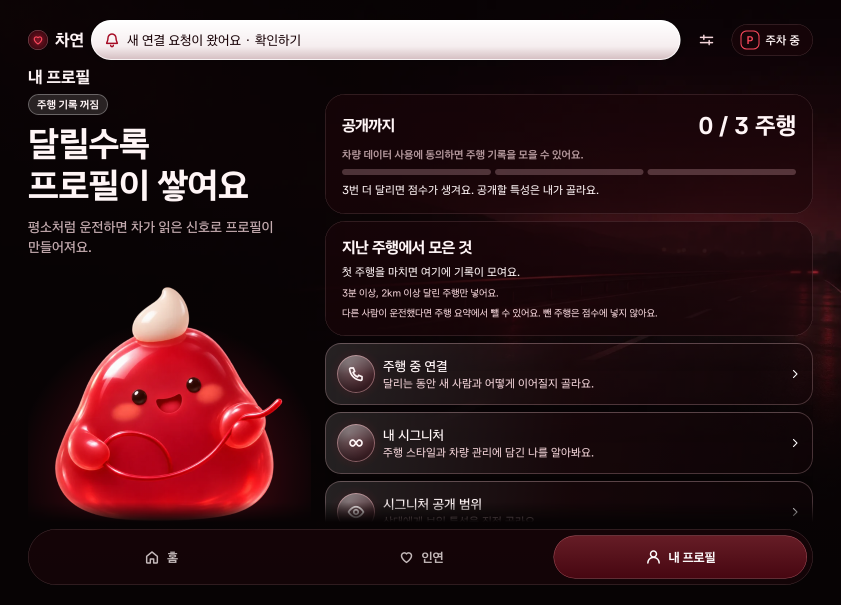 차연
새 연결 요청이 왔어요 · 확인하기
P 주차 중
내 프로필
주행 기록 꺼짐
달릴수록
프로필이 쌓여요
평소처럼 운전하면 차가 읽은 신호로 프로필이
만들어져요.
공개까지
0 / 3 주행
차량 데이터 사용에 동의하면 주행 기록을 모을 수 있어요.
3번 더 달리면 점수가 생겨요. 공개할 특성은 내가 골라요.
지난 주행에서 모은 것
첫 주행을 마치면 여기에 기록이 모여요.
3분 이상, 2km 이상 달린 주행만 넣어요.
다른 사람이 운전했다면 주행 요약에서 뺄 수 있어요. 뺀 주행은 점수에 넣지 않아요.
주행 중 연결
달리는 동안 새 사람과 어떻게 이어질지 골라요.
내 시그니처
주행 스타일과 차량 관리에 담긴 나를 알아봐요.
시그니처 공개 범위
홈
인연
내 프로필